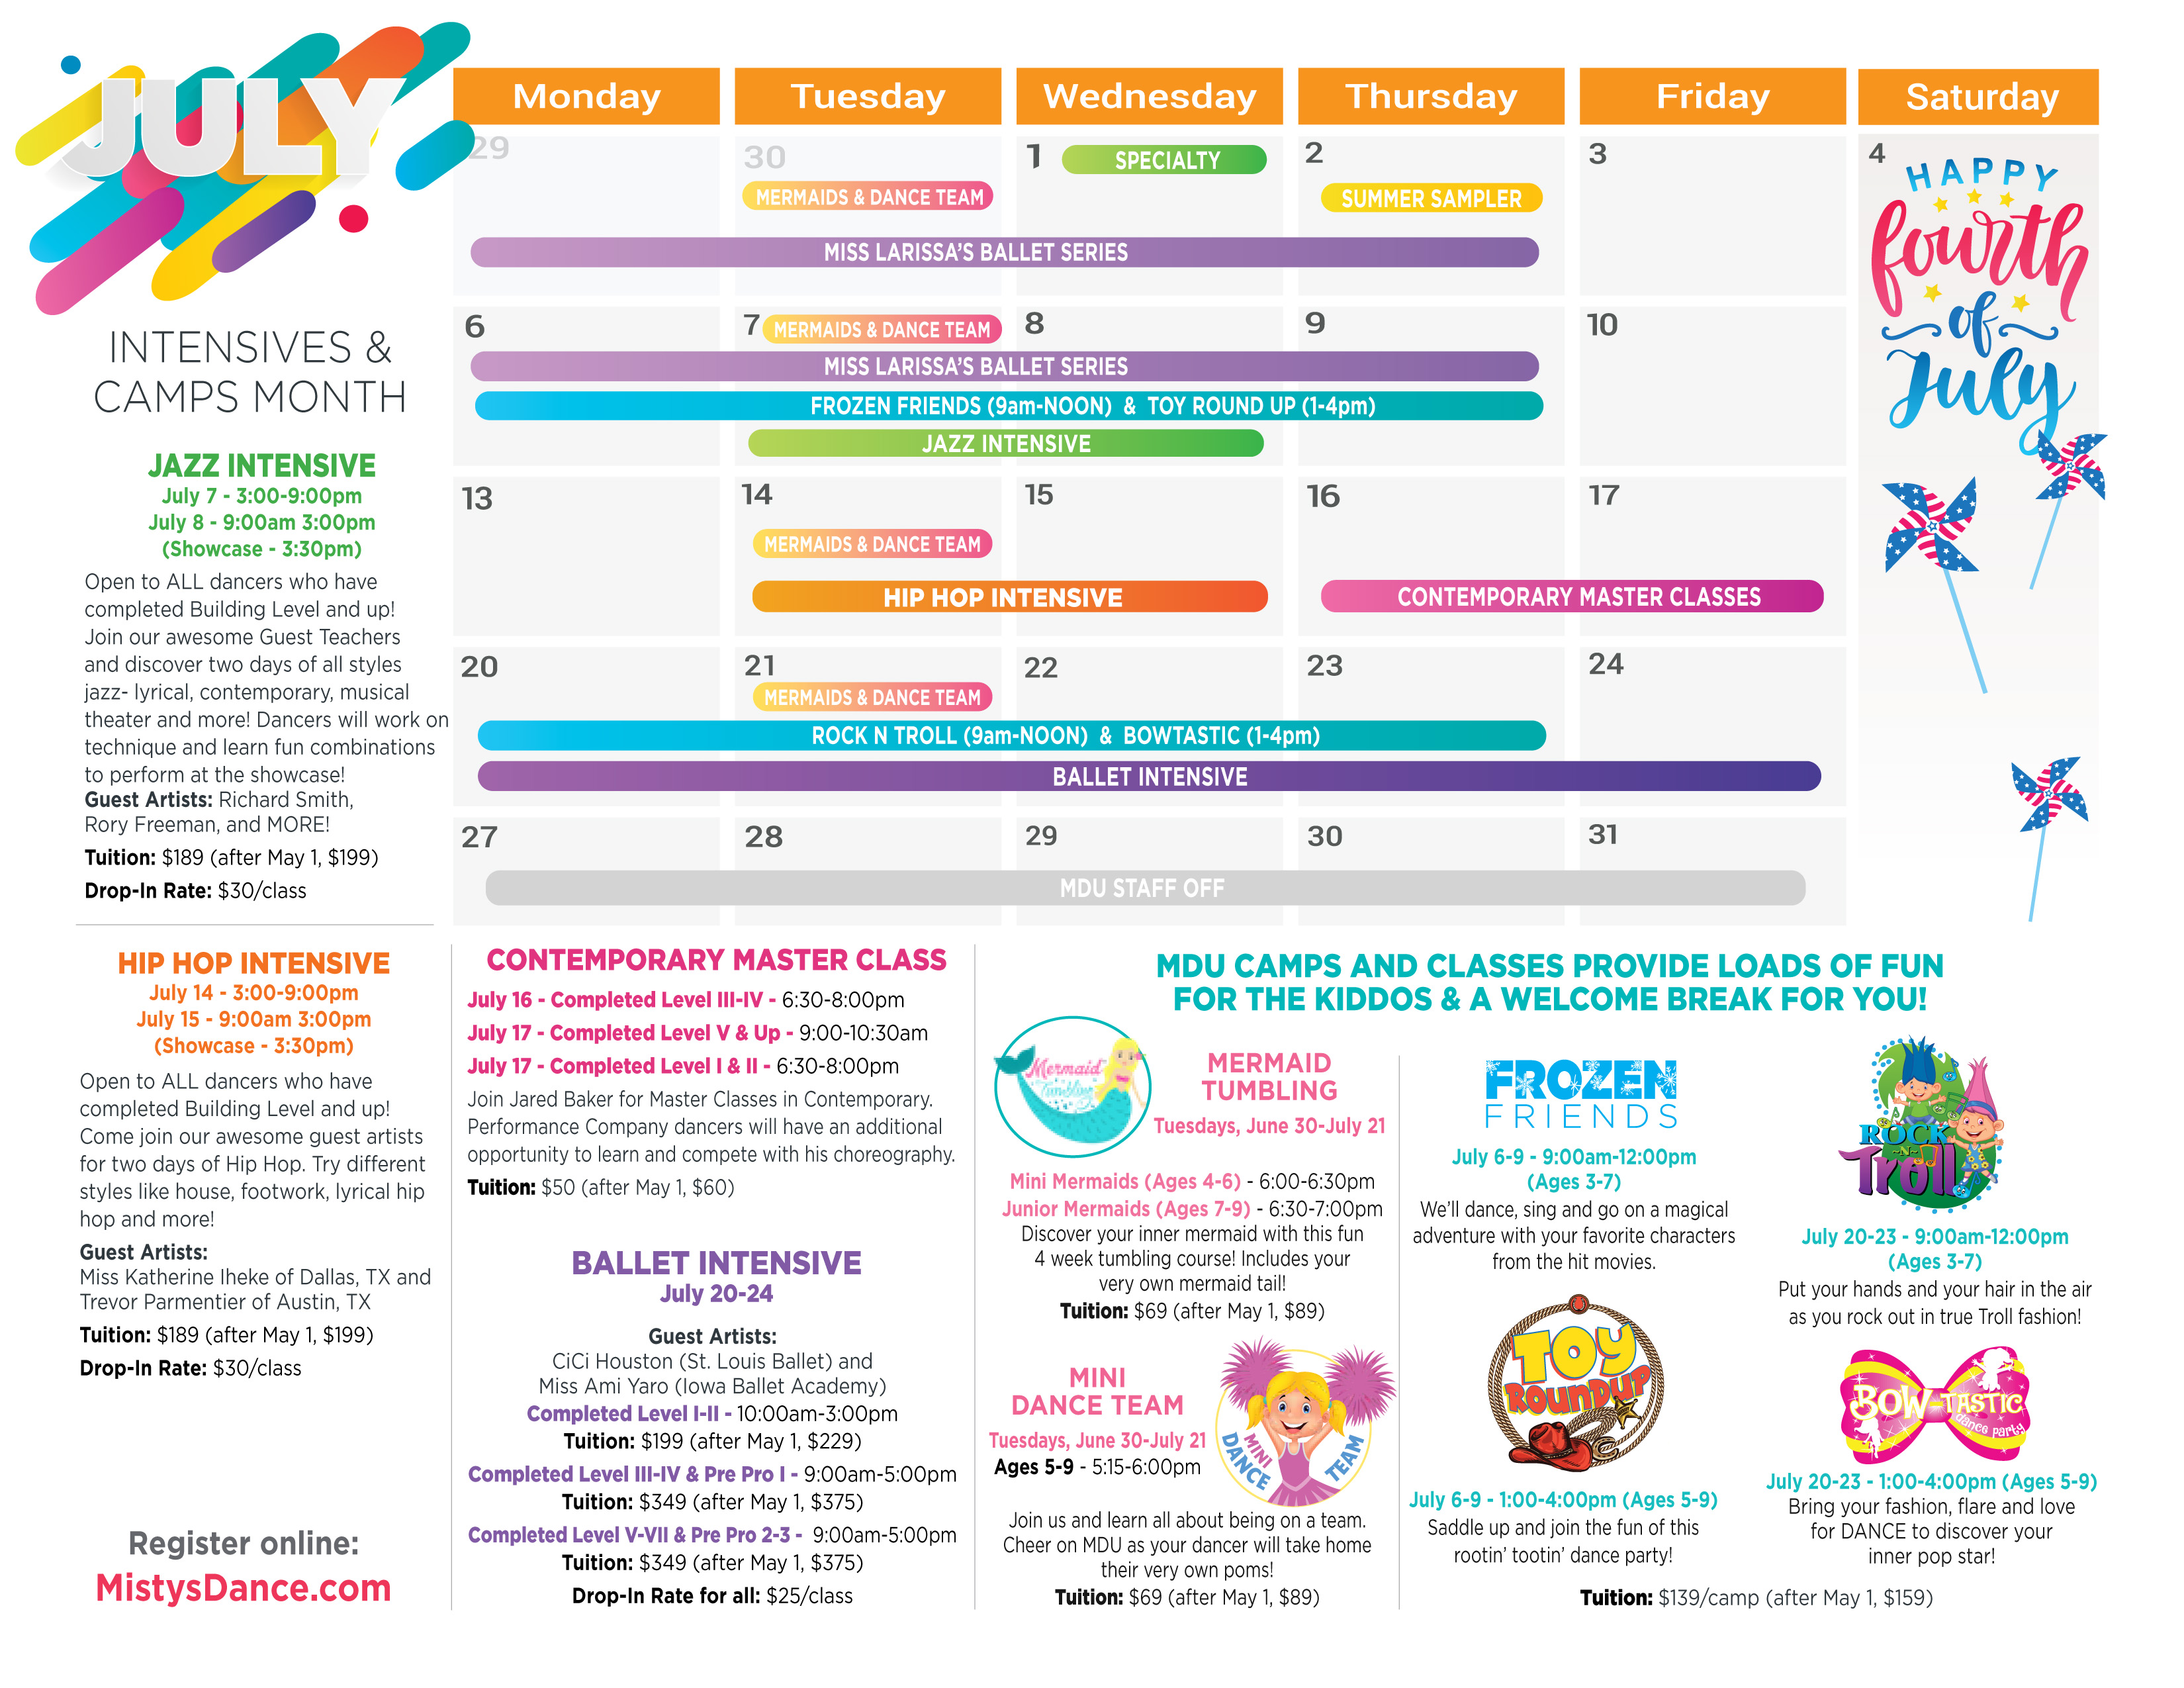 JULY
INTENSIVES &
CAMPS MONTH
JAZZ INTENSIVE
July 7 - 3:00-9:00pm
July 8 - 9:00am 3:00pm
(Showcase - 3:30pm)
Open to ALL dancers who have
completed Building Level and up!
Join our awesome Guest Teachers
and discover two days of all styles
jazz- lyrical, contemporary, musical
theater and more! Dancers will work on
technique and learn fun combinations
to perform at the showcase!
Guest Artists: Richard Smith,
Rory Freeman, and MORE!
Tuition: $189 (after May 1, $199)
Drop-In Rate: $30/class
Monday Tuesday Wednesday Thursday Friday Saturday
29 30 1 SPECIALTY 2 3 4
MERMAIDS & DANCE TEAM SUMMER SAMPLER
MISS LARISSA'S BALLET SERIES
HAPPY
fourth
of
July
6 7 MERMAIDS & DANCE TEAM 8 9 10
MISS LARISSA'S BALLET SERIES
FROZEN FRIENDS (9am-NOON) & TOY ROUND UP (1-4pm)
JAZZ INTENSIVE
13 14 15 16 17
MERMAIDS & DANCE TEAM
HIP HOP INTENSIVE CONTEMPORARY MASTER CLASSES
20 21 22 23 24
MERMAIDS & DANCE TEAM
ROCK N TROLL (9am-NOON) & BOWTASTIC (1-4pm)
BALLET INTENSIVE
27 28 29 30 31
MDU STAFF OFF
HIP HOP INTENSIVE
July 14 - 3:00-9:00pm
July 15 - 9:00am 3:00pm
(Showcase - 3:30pm)
Open to ALL dancers who have
completed Building Level and up!
Come join our awesome guest artists
for two days of Hip Hop. Try different
styles like house, footwork, lyrical hip
hop and more!
Guest Artists:
Miss Katherine Iheke of Dallas, TX and
Trevor Parmentier of Austin, TX
Tuition: $189 (after May 1, $199)
Drop-In Rate: $30/class
Register online:
MistysDance.com
CONTEMPORARY MASTER CLASS
July 16 - Completed Level III-IV - 6:30-8:00pm
July 17 - Completed Level V & Up - 9:00-10:30am
July 17 - Completed Level I & II - 6:30-8:00pm
Join Jared Baker for Master Classes in Contemporary.
Performance Company dancers will have an additional
opportunity to learn and compete with his choreography.
Tuition: $50 (after May 1, $60)
BALLET INTENSIVE
July 20-24
Guest Artists:
CiCi Houston (St. Louis Ballet) and
Miss Ami Yaro (Iowa Ballet Academy)
Completed Level I-II - 10:00am-3:00pm
Tuition: $199 (after May 1, $229)
Completed Level III-IV & Pre Pro I - 9:00am-5:00pm
Tuition: $349 (after May 1, $375)
Completed Level V-VII & Pre Pro 2-3 - 9:00am-5:00pm
Tuition: $349 (after May 1, $375)
Drop-In Rate for all: $25/class
MDU CAMPS AND CLASSES PROVIDE LOADS OF FUN
FOR THE KIDDOS & A WELCOME BREAK FOR YOU!
Mermaid
Tumbling
MERMAID
TUMBLING
Tuesdays, June 30-July 21
Mini Mermaids (Ages 4-6) - 6:00-6:30pm
Junior Mermaids (Ages 7-9) - 6:30-7:00pm
Discover your inner mermaid with this fun
4 week tumbling course! Includes your
very own mermaid tail!
Tuition: $69 (after May 1, $89)
MINI
DANCE TEAM
Tuesdays, June 30-July 21
Ages 5-9 - 5:15-6:00pm
MINI
DANCE TEAM
Join us and learn all about being on a team.
Cheer on MDU as your dancer will take home
their very own poms!
Tuition: $69 (after May 1, $89)
FROZEN
FRIENDS
July 6-9 - 9:00am-12:00pm
(Ages 3-7)
We'll dance, sing and go on a magical
adventure with your favorite characters
from the hit movies.
TOY
ROUNDUP
July 6-9 - 1:00-4:00pm (Ages 5-9)
Saddle up and join the fun of this
rootin' tootin' dance party!
ROCK
-N-
Troll
July 20-23 - 9:00am-12:00pm
(Ages 3-7)
Put your hands and your hair in the air
as you rock out in true Troll fashion!
BOW-TASTIC
dance party
July 20-23 - 1:00-4:00pm (Ages 5-9)
Bring your fashion, flare and love
for DANCE to discover your
inner pop star!
Tuition: $139/camp (after May 1, $159)